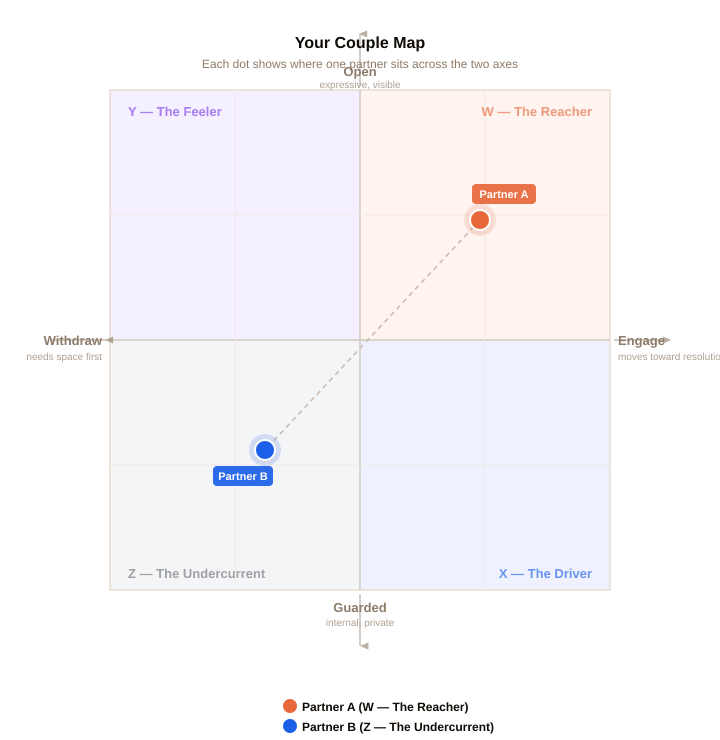 Your Couple Map
Each dot shows where one partner sits across the two axes
Open
expressive, visible
Y — The Feeler
W — The Reacher
Partner A
Withdraw
needs space first
Engage
moves toward resolutio
Partner B
Z — The Undercurrent
X — The Driver
Guarded
internal, private
Partner A (W — The Reacher)
Partner B (Z — The Undercurrent)